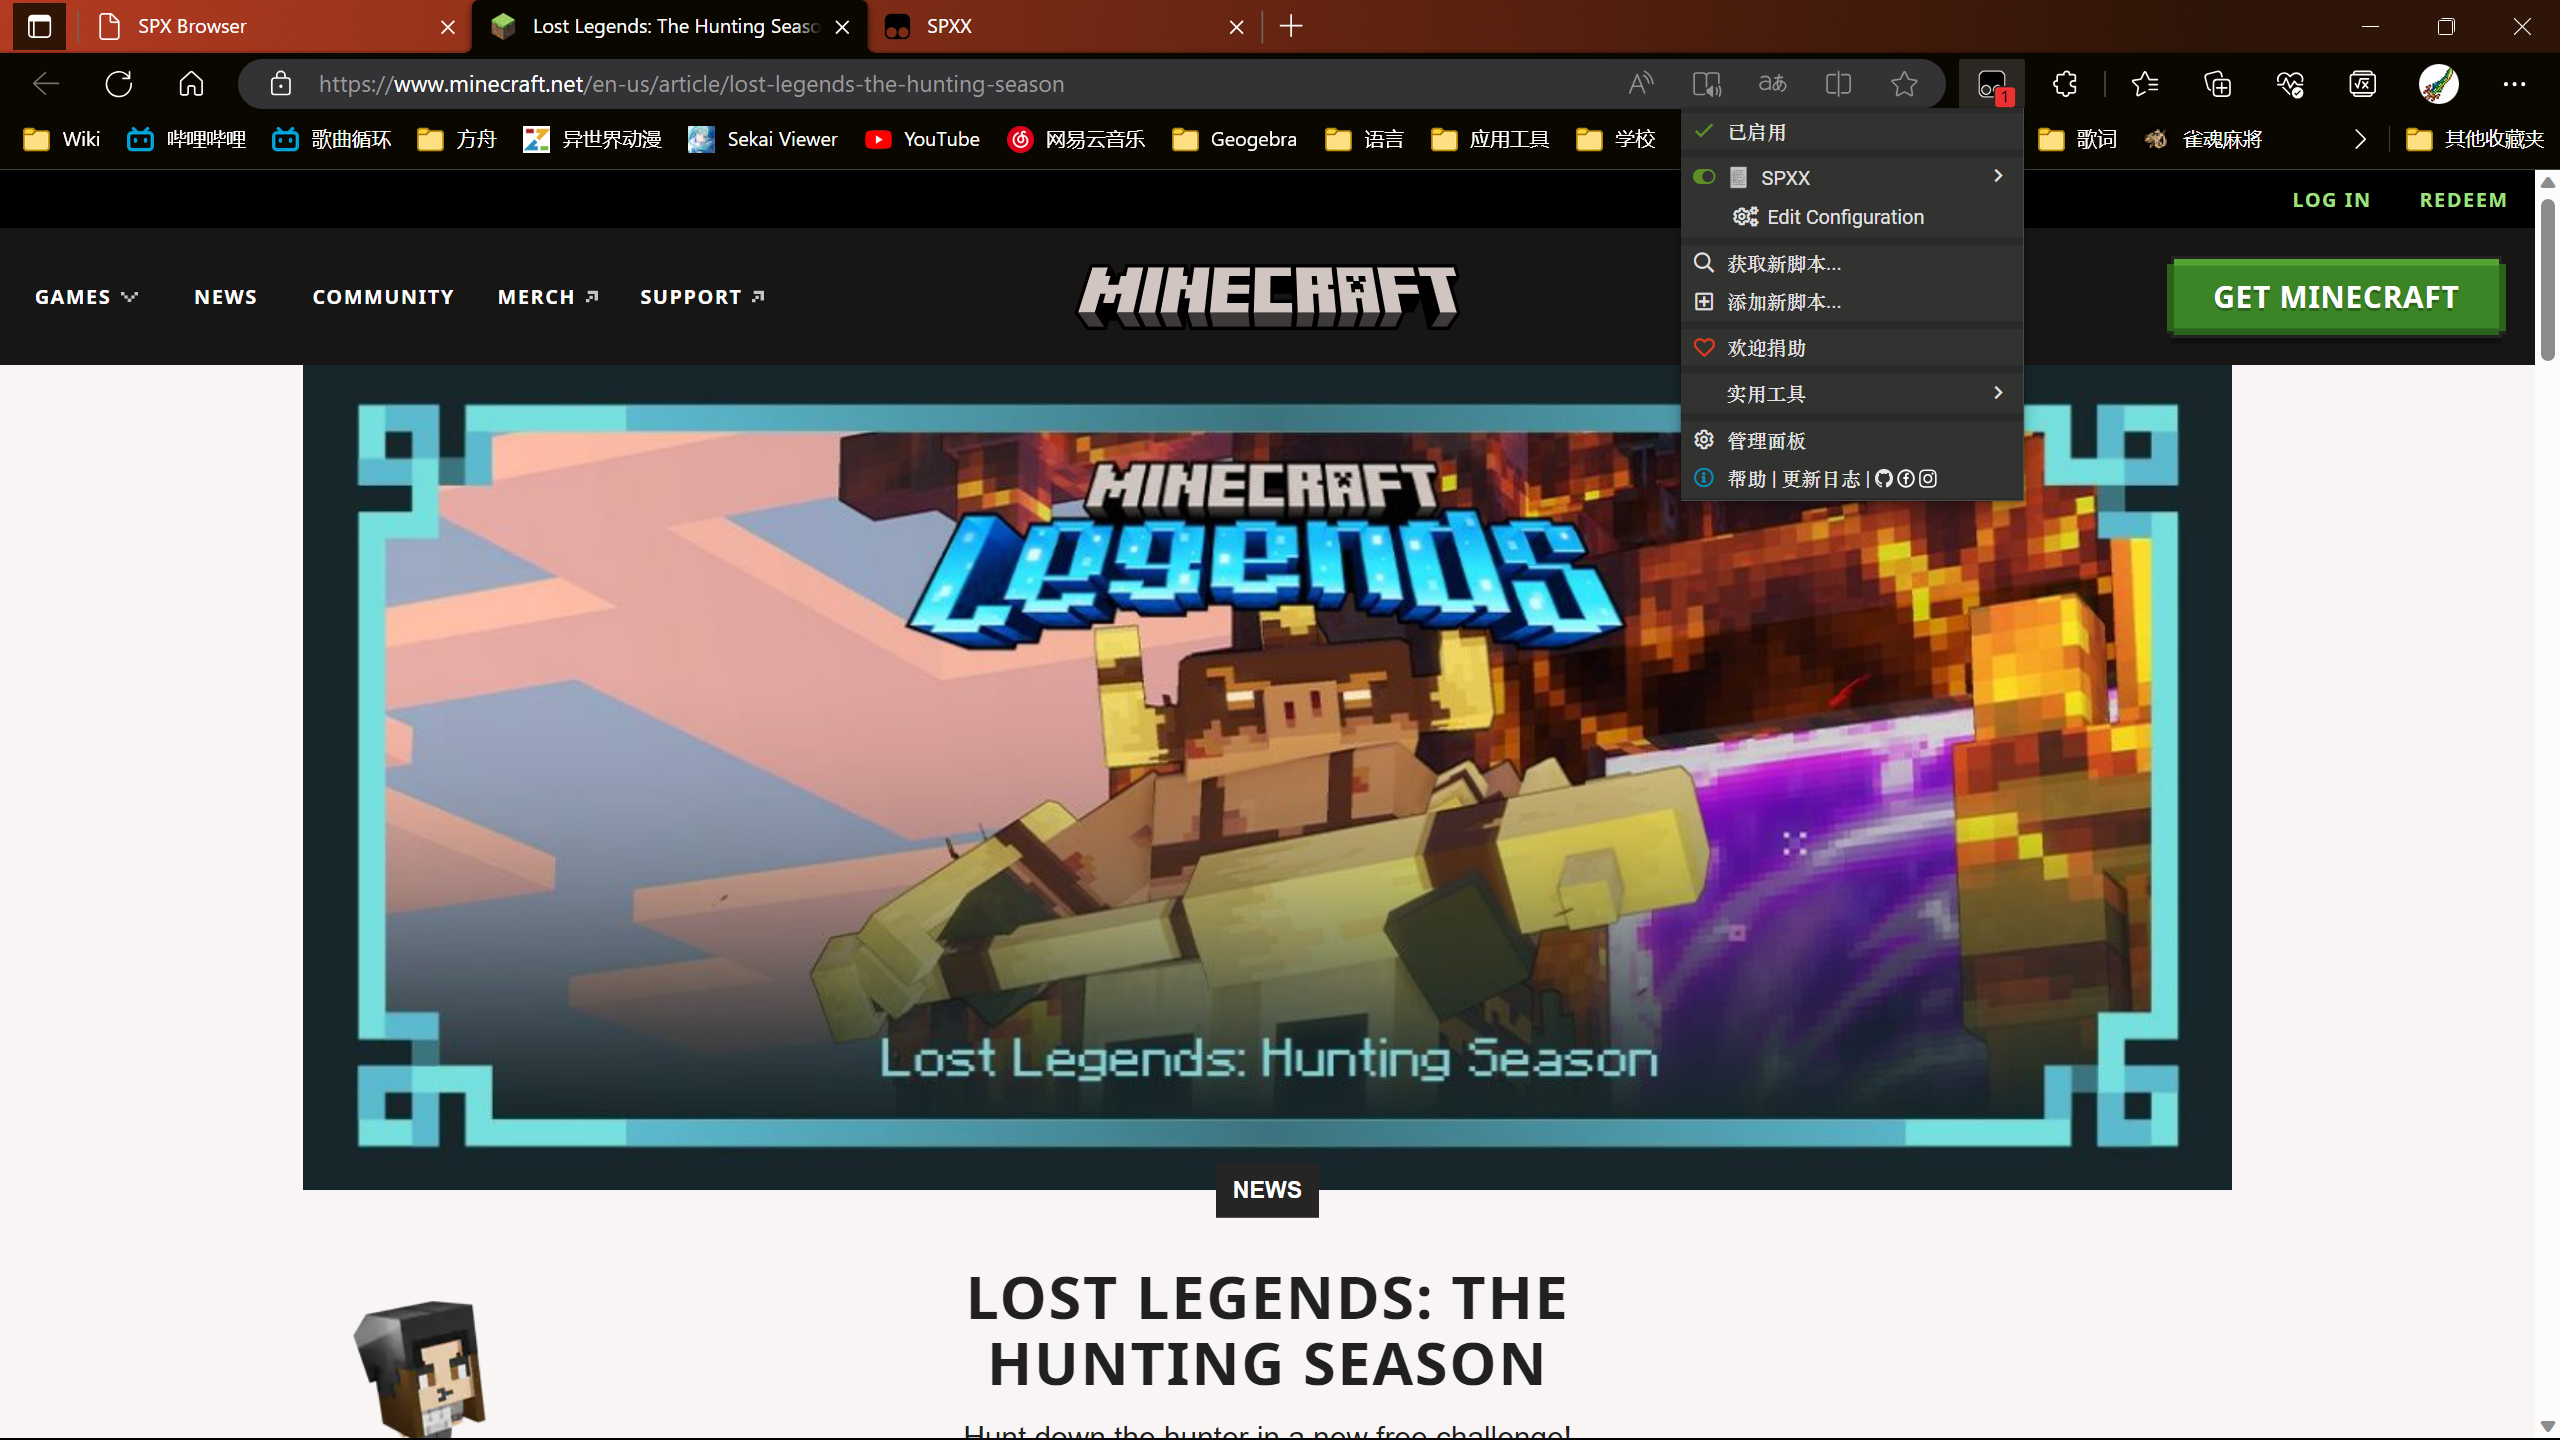 SPX Browser
Lost Legends: The Hunting Seaso
SPXX
https://www.minecraft.net/en-us/article/lost-legends-the-hunting-season
1
Wiki
哔哩哔哩
歌曲循环
方舟
异世界动漫
Sekai Viewer
YouTube
网易云音乐
Geogebra
语言
应用工具
学校
歌词
雀魂麻将
其他收藏夹
已启用
SPXX
Edit Configuration
获取新脚本...
添加新脚本...
欢迎捐助
实用工具
管理面板
帮助 | 更新日志 |
LOG IN
REDEEM
GAMES
NEWS
COMMUNITY
MERCH
SUPPORT
MINECRAFT
GET MINECRAFT
MINECRAFT
Legends
Lost Legends: Hunting Season
NEWS
LOST LEGENDS: THE
HUNTING SEASON
Hunt down the hunter in a new free challenge!